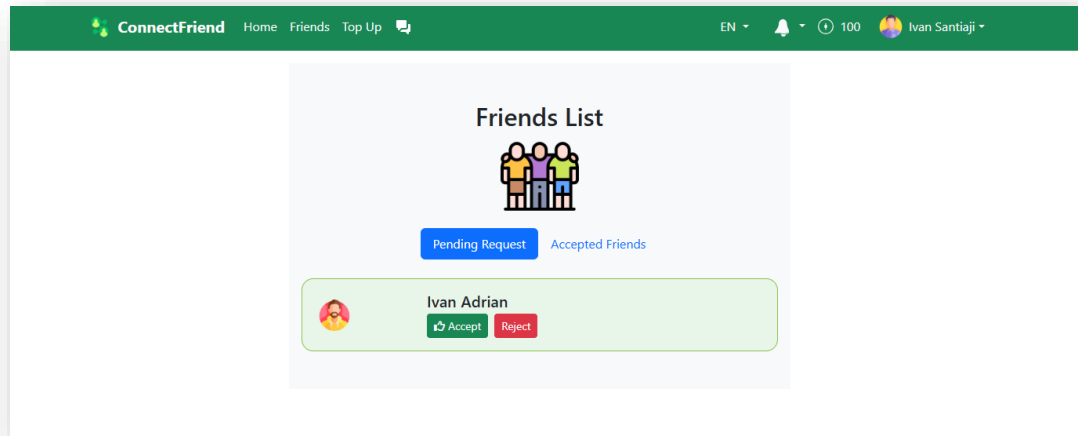 ConnectFriend Home Friends Top Up EN 100 Ivan Santiaji
Friends List
Pending Request Accepted Friends
Ivan Adrian
Accept Reject